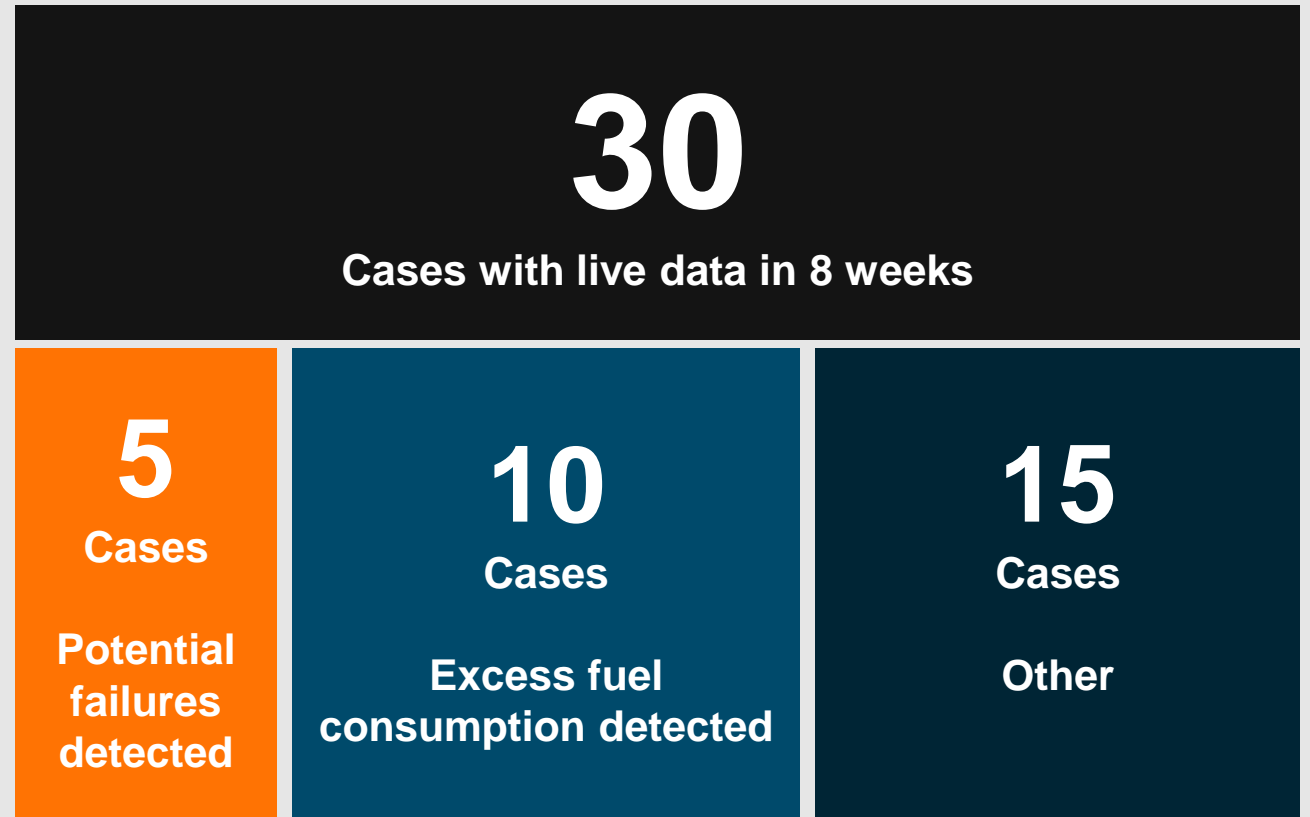 30
Cases with live data in 8 weeks
5
Cases
Potential
failures
detected
10
Cases
Excess fuel
consumption detected
15
Cases
Other